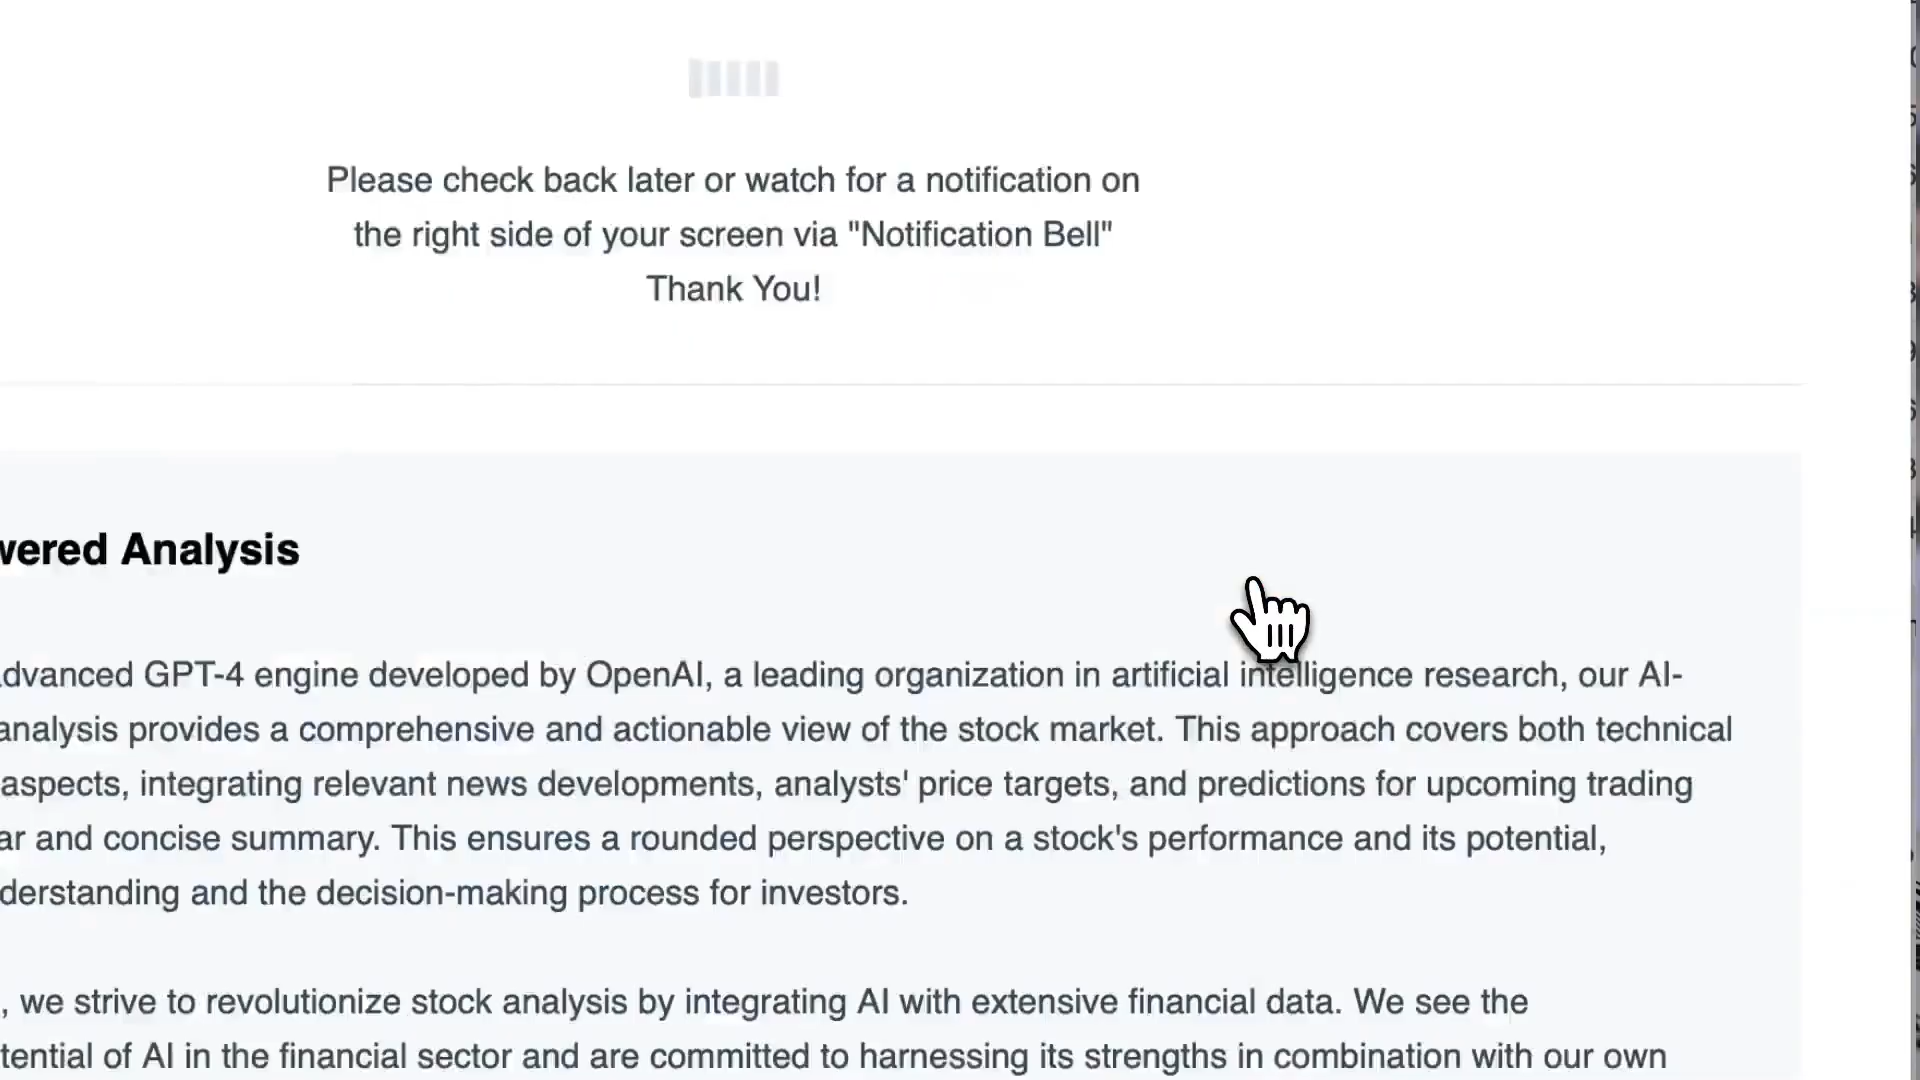 Please check back later or watch for a notification on
the right side of your screen via "Notification Bell"
Thank You!
wered Analysis
dvanced GPT-4 engine developed by OpenAI, a leading organization in artificial intelligence research, our AI-
analysis provides a comprehensive and actionable view of the stock market. This approach covers both technical
aspects, integrating relevant news developments, analysts' price targets, and predictions for upcoming trading
ar and concise summary. This ensures a rounded perspective on a stock's performance and its potential,
derstanding and the decision-making process for investors.
, we strive to revolutionize stock analysis by integrating AI with extensive financial data. We see the
tential of AI in the financial sector and are committed to harnessing its strengths in combination with our own